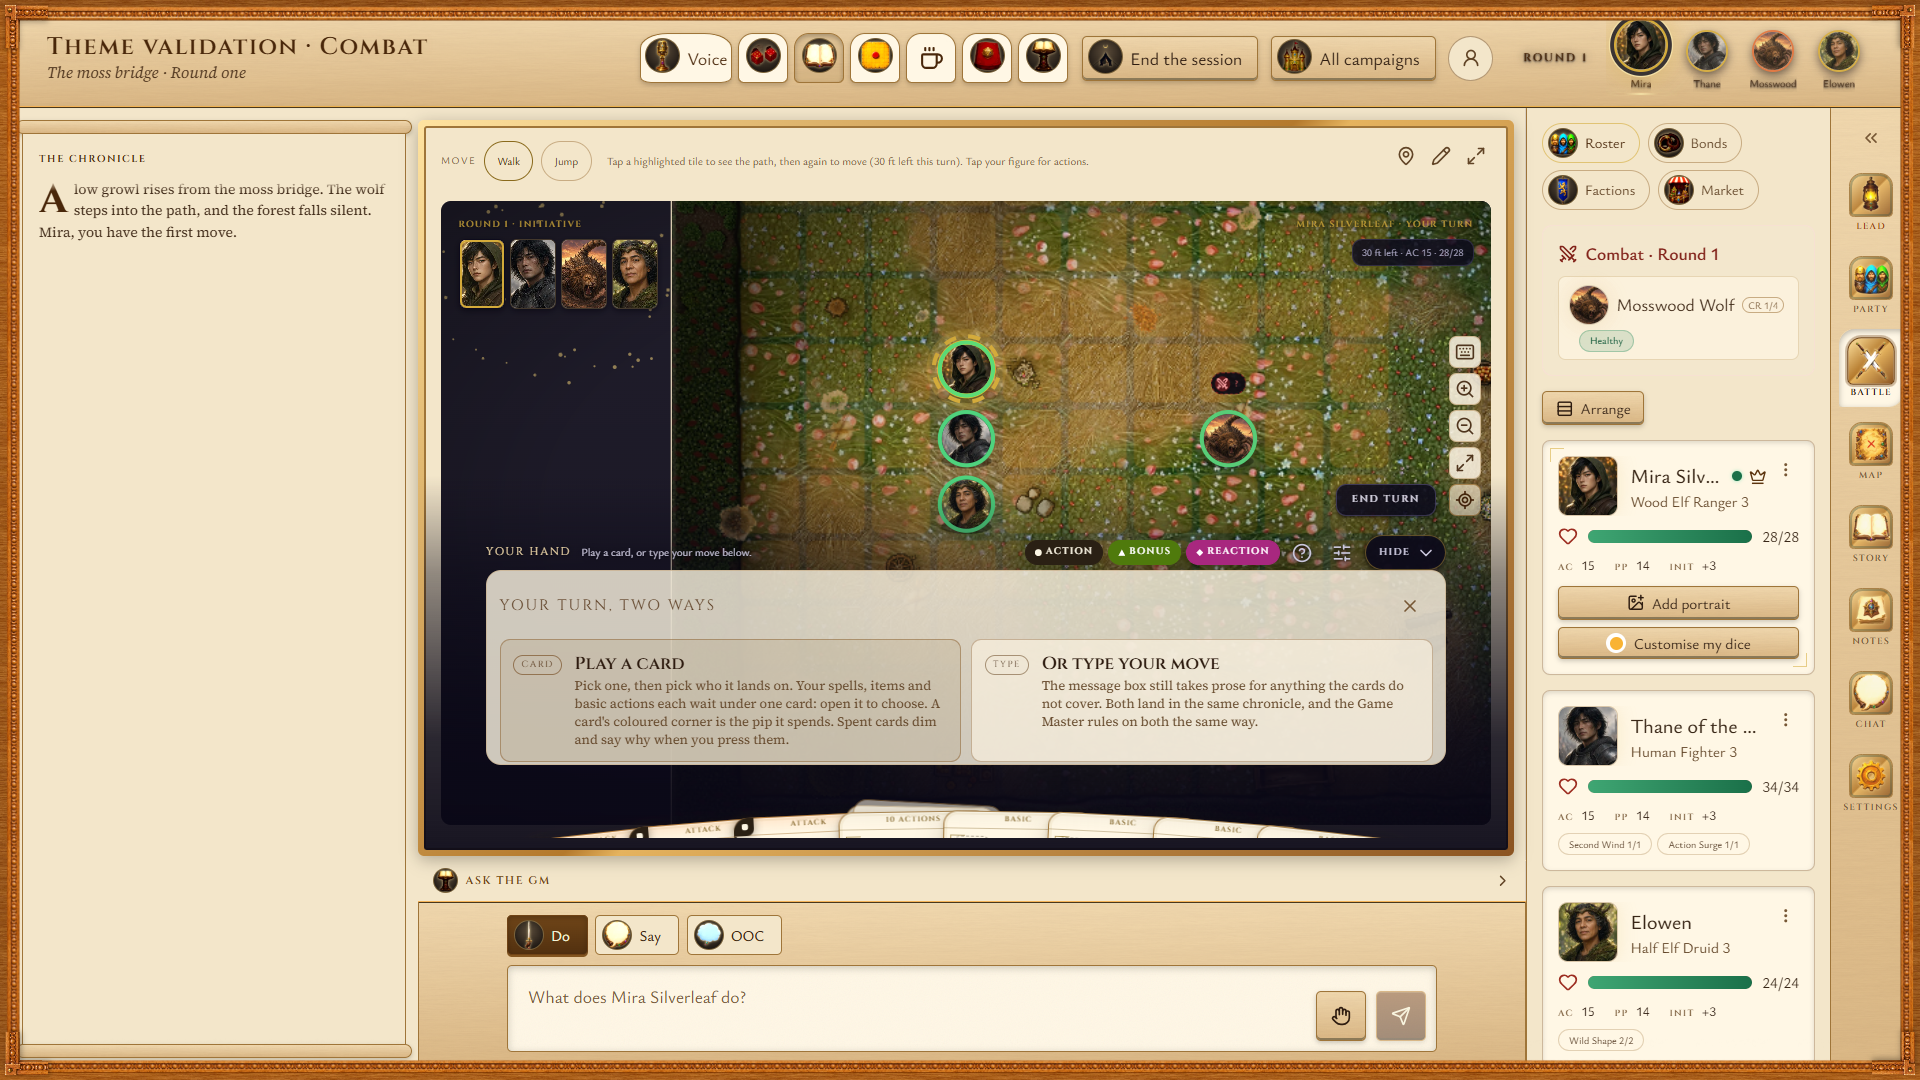 Theme validation · Combat
The moss bridge · Round one
Voice
End the session
All campaigns
ROUND 1
Mira
Thane
Mosswood
Elowen
THE CHRONICLE
A low growl rises from the moss bridge. The wolf
steps into the path, and the forest falls silent.
Mira, you have the first move.
MOVE
Walk
Jump
Tap a highlighted tile to see the path, then again to move (30 ft left this turn). Tap your figure for actions.
ROUND 1 · INITIATIVE
MIRA SILVERLEAF · YOUR TURN
30 ft left · AC 15 · 28/28
END TURN
YOUR HAND
Play a card, or type your move below.
ACTION
BONUS
REACTION
HIDE
YOUR TURN, TWO WAYS
CARD
PLAY A CARD
Pick one, then pick who it lands on. Your spells, items and
basic actions each wait under one card: open it to choose. A
card's coloured corner is the pip it spends. Spent cards dim
and say why when you press them.
TYPE
OR TYPE YOUR MOVE
The message box still takes prose for anything the cards do
not cover. Both land in the same chronicle, and the Game
Master rules on both the same way.
ATTACK
ATTACK
10 ACTIONS
BASIC
BASIC
BASIC
ASK THE GM
Do
Say
OOC
What does Mira Silverleaf do?
Roster
Bonds
Factions
Market
Combat · Round 1
Mosswood Wolf
CR 1/4
Healthy
Arrange
Mira Silv...
Wood Elf Ranger 3
28/28
AC 15
PP 14
INIT +3
Add portrait
Customise my dice
Thane of the ...
Human Fighter 3
34/34
AC 15
PP 14
INIT +3
Second Wind 1/1
Action Surge 1/1
Elowen
Half Elf Druid 3
24/24
AC 15
PP 14
INIT +3
Wild Shape 2/2
LEAD
PARTY
BATTLE
MAP
STORY
NOTES
CHAT
SETTINGS